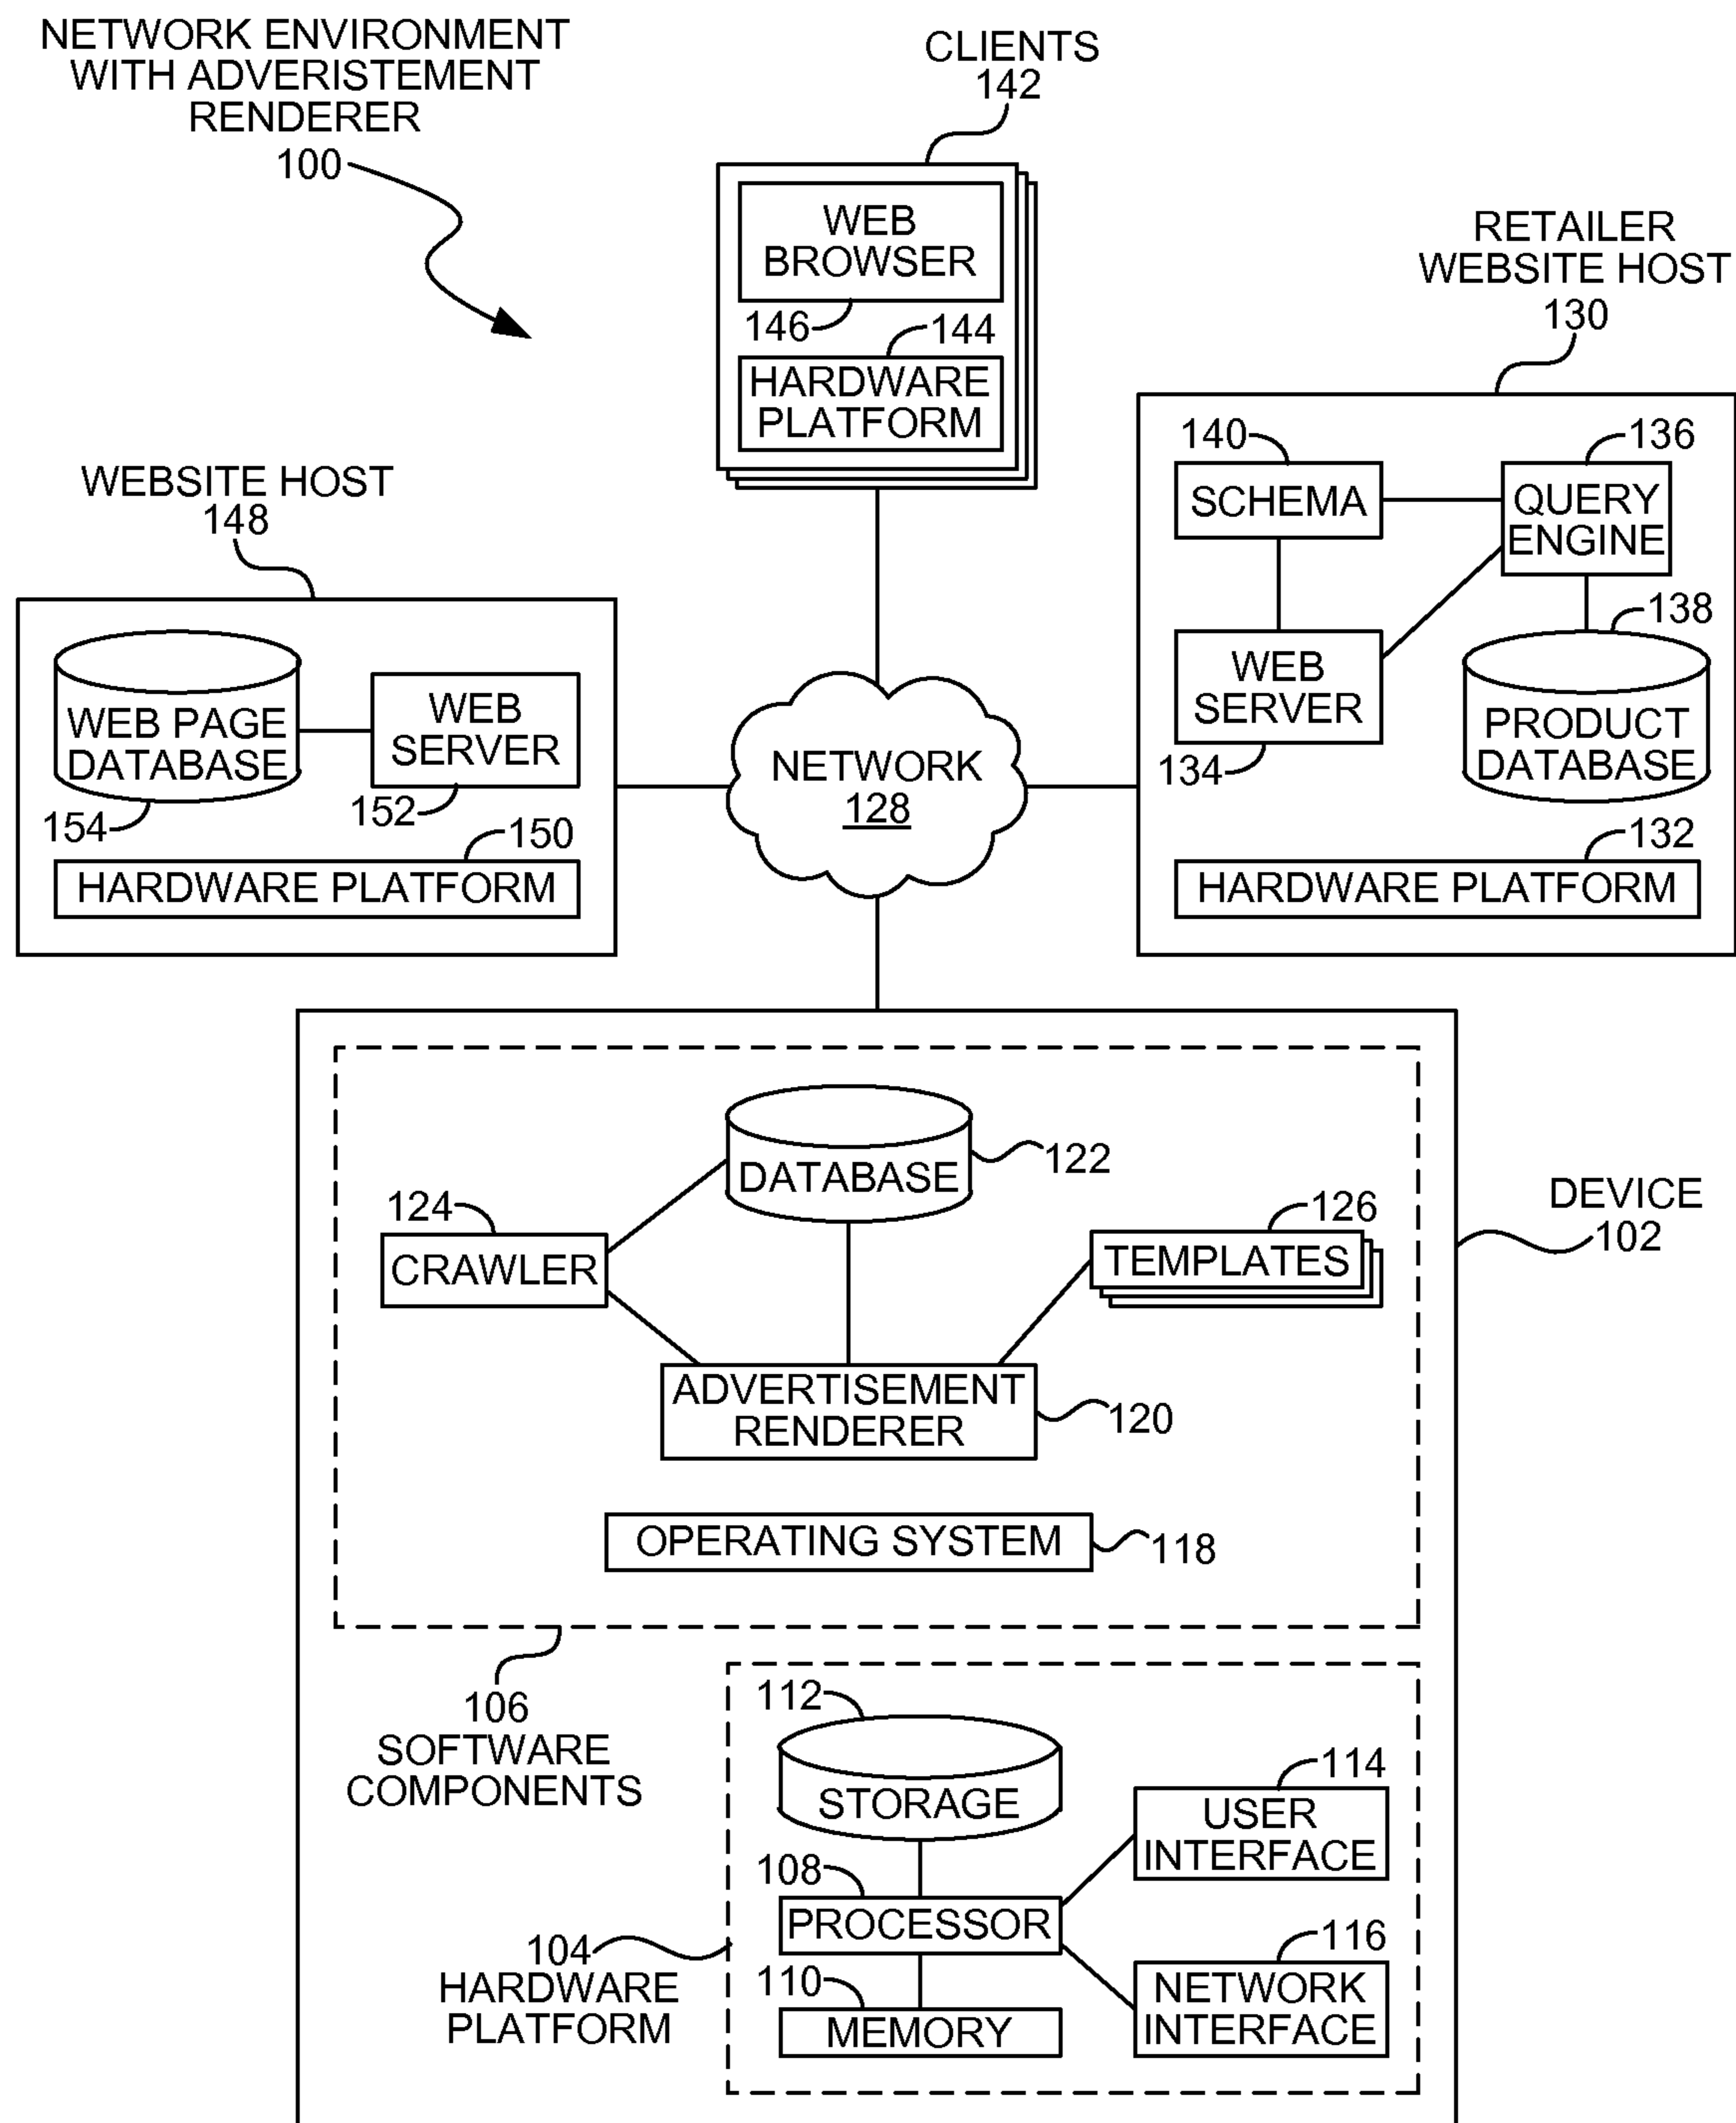 NETWORK ENVIRONMENT
WITH ADVERISTEMENT
RENDERER
100
CLIENTS
142
WEB
BROWSER
146
144
HARDWARE
PLATFORM
RETAILER
WEBSITE HOST
130
140
SCHEMA
136
QUERY
ENGINE
138
WEB
SERVER
134
PRODUCT
DATABASE
132
HARDWARE PLATFORM
WEBSITE HOST
148
WEB PAGE
DATABASE
154
WEB
SERVER
152
150
HARDWARE PLATFORM
NETWORK
128
DATABASE
122
124
CRAWLER
126
TEMPLATES
DEVICE
102
ADVERTISEMENT
RENDERER
120
OPERATING SYSTEM
118
106
SOFTWARE
COMPONENTS
112
STORAGE
114
USER
INTERFACE
108
PROCESSOR
104
HARDWARE
PLATFORM
116
NETWORK
INTERFACE
110
MEMORY